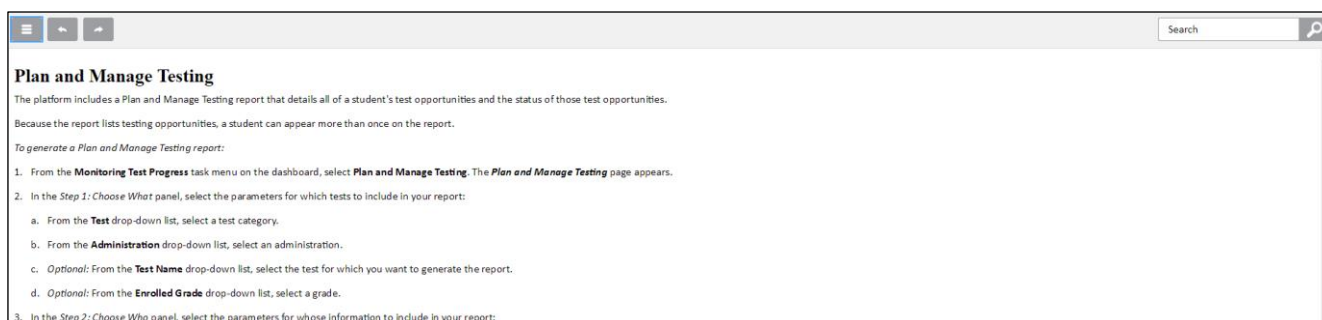 Search
Plan and Manage Testing
The platform includes a Plan and Manage Testing report that details all of a student's test opportunities and the status of those test opportunities.
Because the report lists testing opportunities, a student can appear more than once on the report.
To generate a Plan and Manage Testing report:
1. From the Monitoring Test Progress task menu on the dashboard, select Plan and Manage Testing. The Plan and Manage Testing page appears.
2. In the Step 1: Choose What panel, select the parameters for which tests to include in your report:
a. From the Test drop-down list, select a test category.
b. From the Administration drop-down list, select an administration.
c. Optional: From the Test Name drop-down list, select the test for which you want to generate the report.
d. Optional: From the Enrolled Grade drop-down list, select a grade.
3. In the Step 2: Choose Who panel, select the parameters for whose information to include in your report: